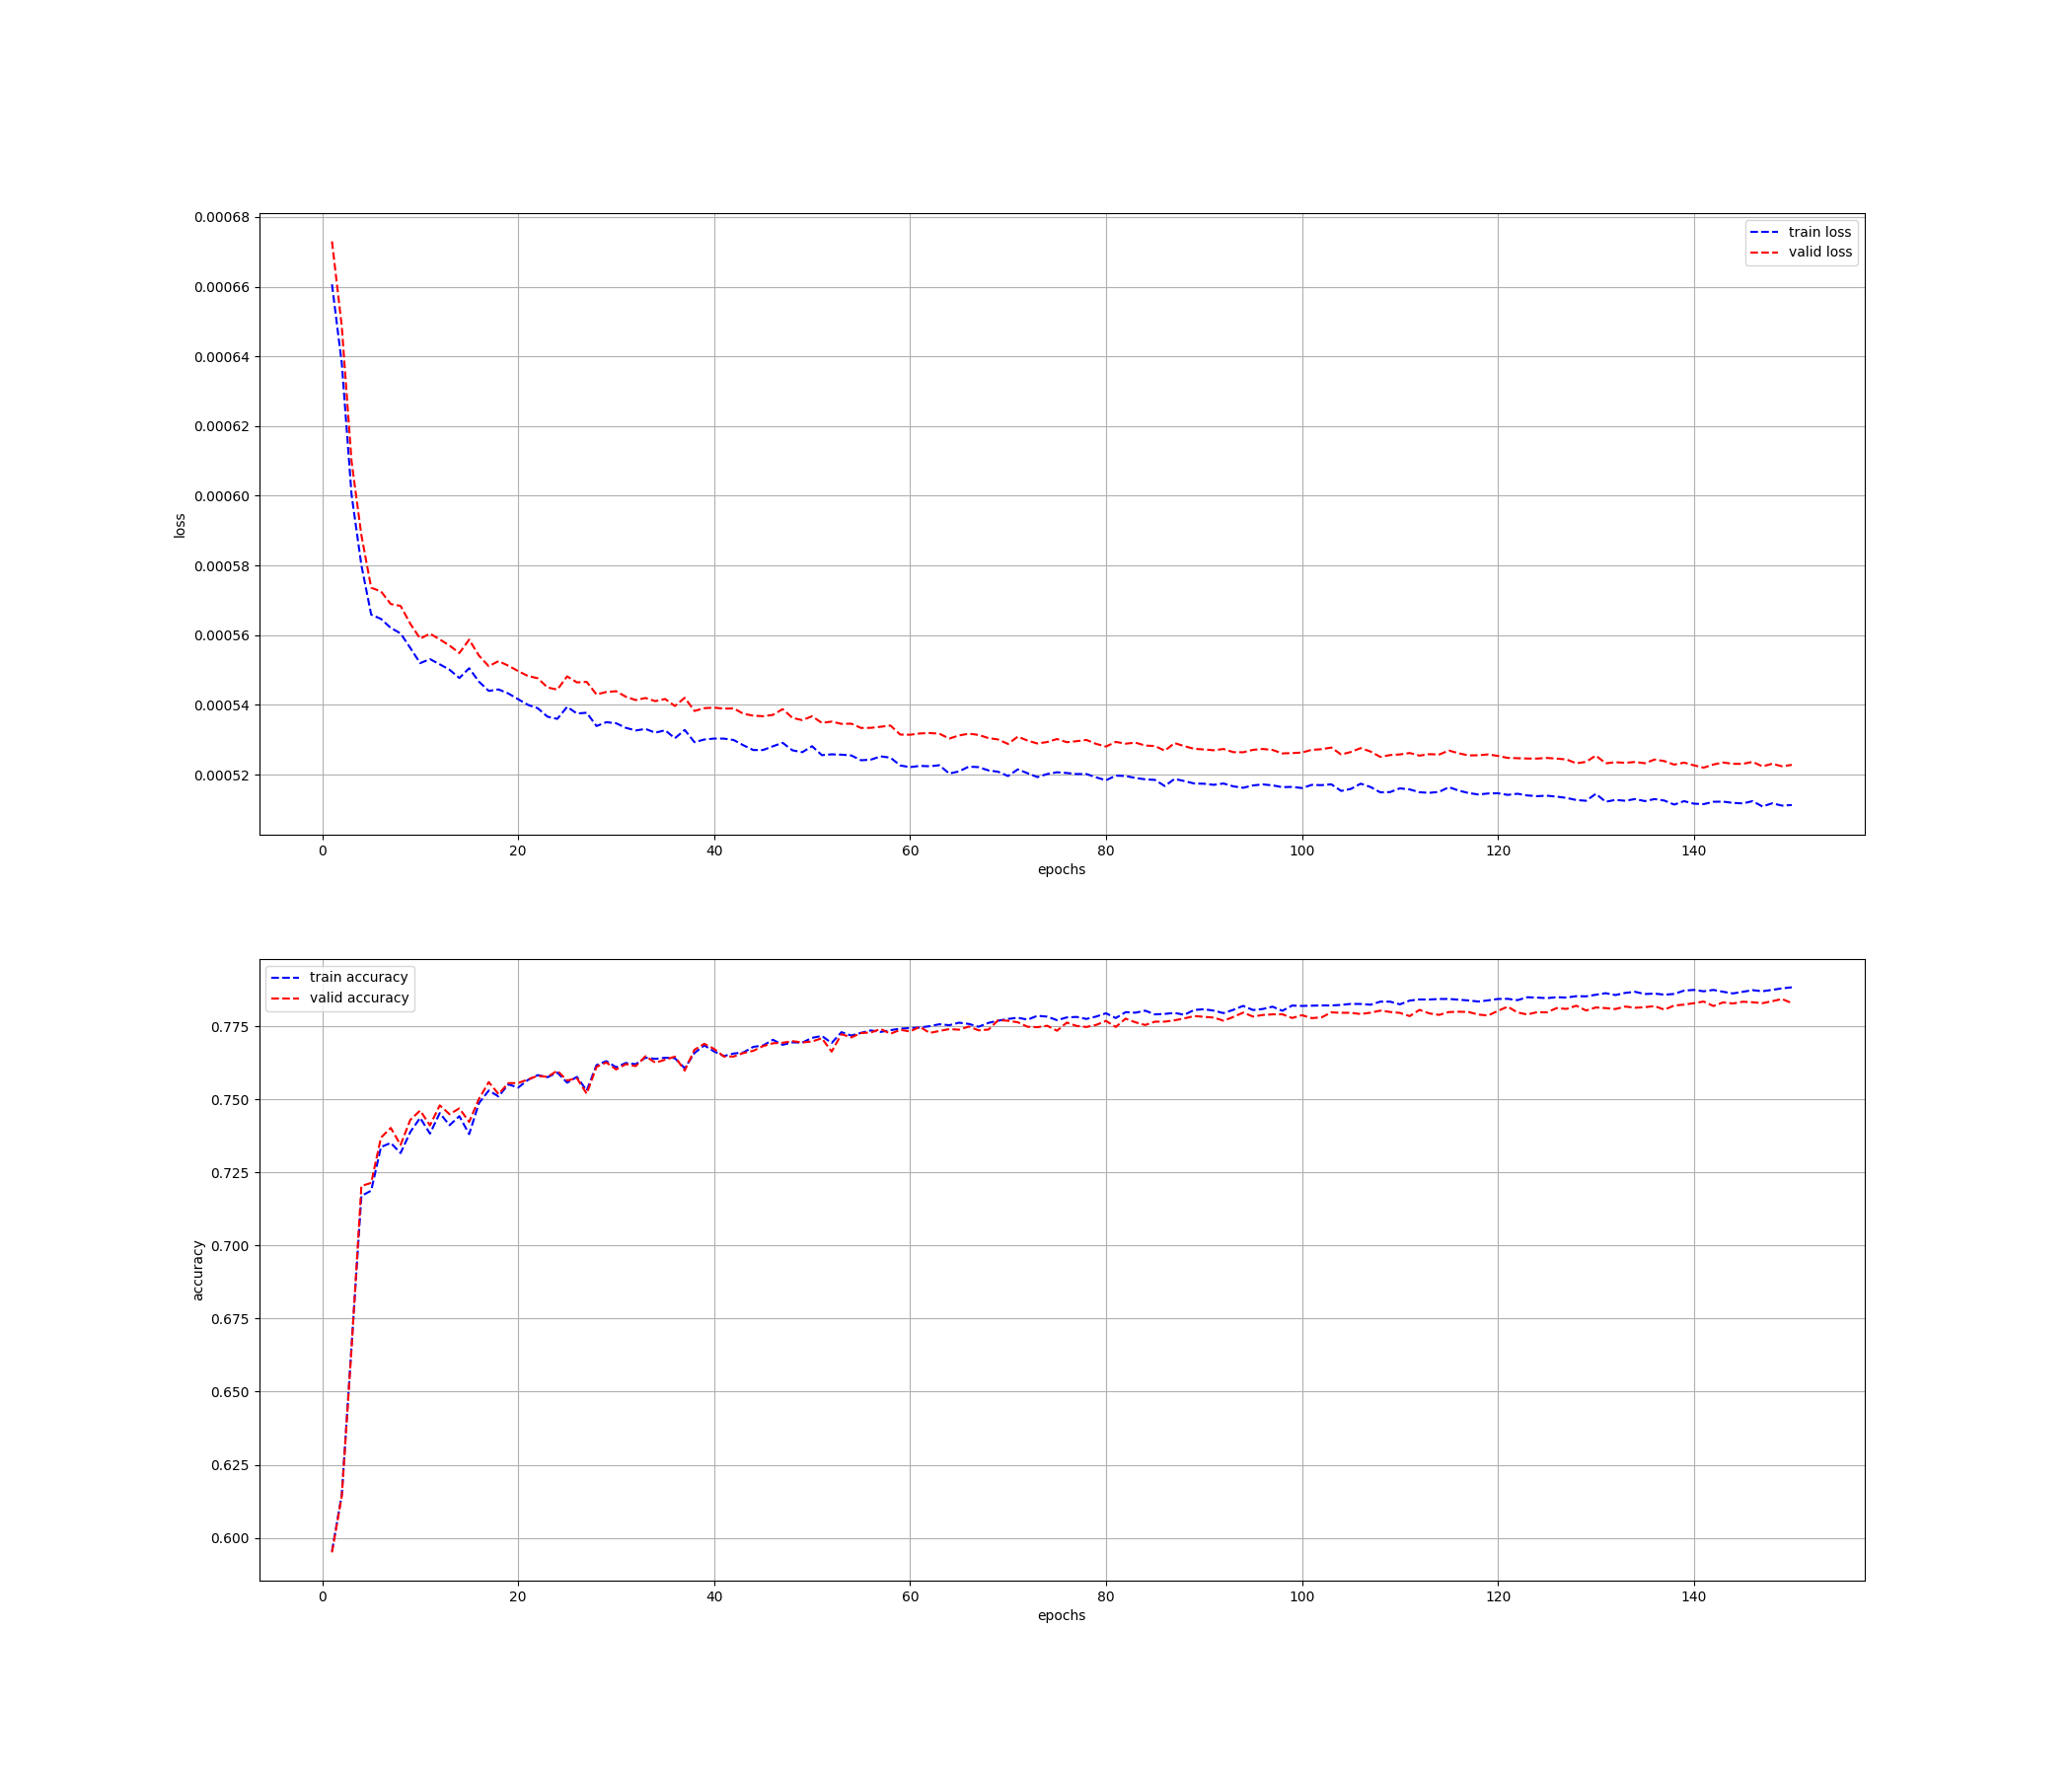 0.00068
0.00066
0.00064
0.00062
0.00060
0.00058
0.00056
0.00054
0.00052
loss
train loss
valid loss
0 20 40 60 80 100 120 140
epochs
train accuracy
valid accuracy
0.775
0.750
0.725
0.700
0.675
0.650
0.625
0.600
accuracy
0 20 40 60 80 100 120 140
epochs